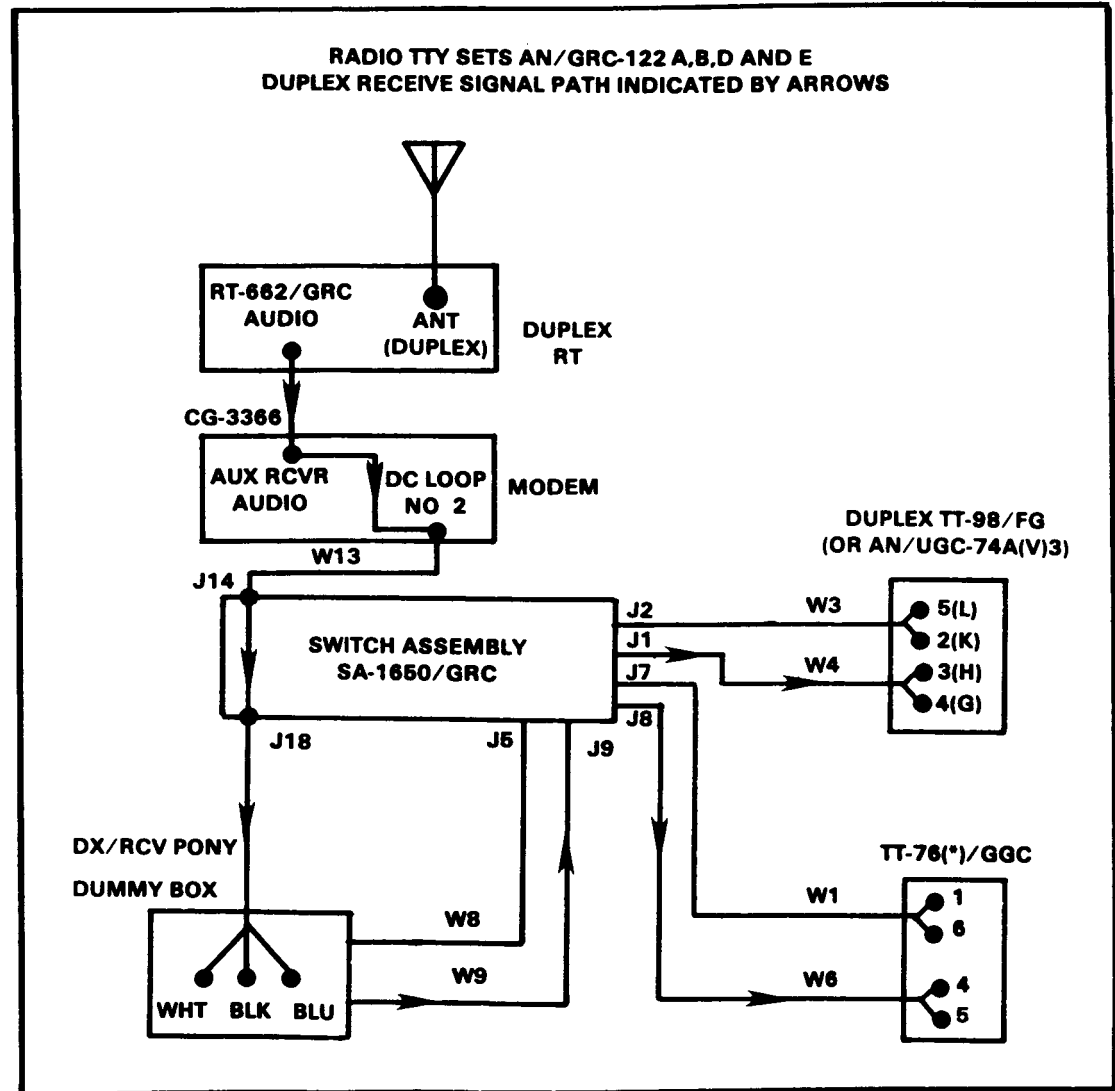 RADIO TTY SETS AN/GRC-122 A,B,D AND E
DUPLEX RECEIVE SIGNAL PATH INDICATED BY ARROWS
RT-662/GRC
AUDIO
ANT
(DUPLEX)
DUPLEX
RT
CG-3366
AUX RCVR
AUDIO
DC LOOP
NO 2
MODEM
W13
J14
SWITCH ASSEMBLY
SA-1650/GRC
J2
J1
J7
J8
J18
J5
J9
W3
W4
DUPLEX TT-98/FG
(OR AN/UGC-74A(V)3)
5(L)
2(K)
3(H)
4(G)
DX/RCV PONY
DUMMY BOX
WHT BLK BLU
W8
W9
TT-76(*)/GGC
W1
1
6
W6
4
5